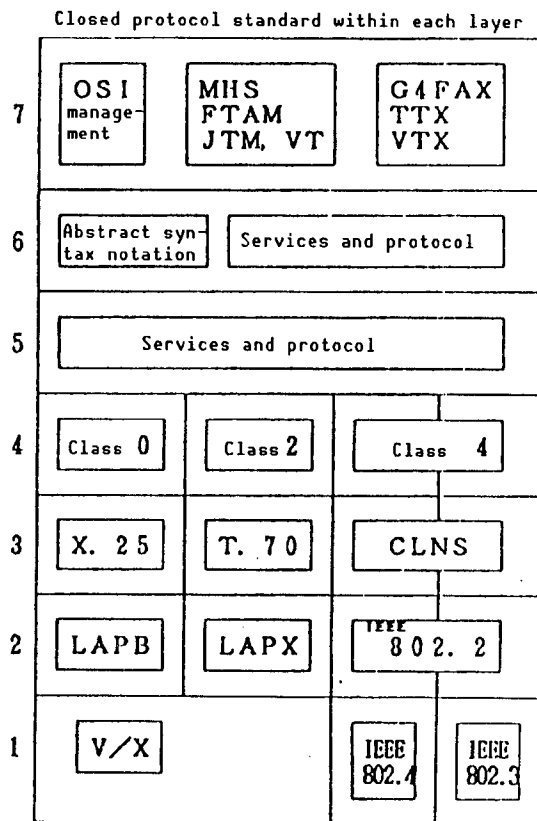 Closed protocol standard within each layer
7
OSI
manage-
ment
MHS
FTAM
JTM, VT
G4FAX
TTX
VTX
6
Abstract syn-
tax notation
Services and protocol
5
Services and protocol
4
Class 0
Class 2
Class 4
3
X. 25
T. 70
CLNS
2
LAPB
LAPX
IEEE
802. 2
1
V/X
IEEE
802.4
IEEE
802.3